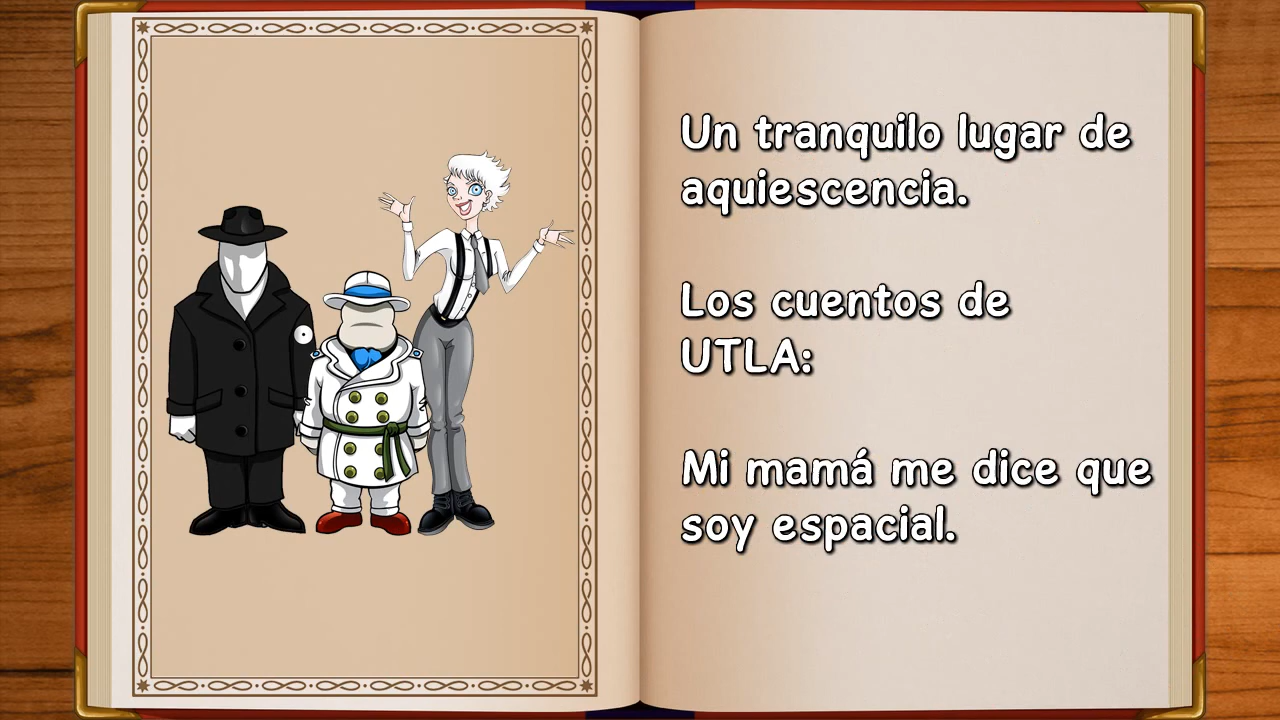 Un tranquilo lugar de
aquiescencia.
Los cuentos de
UTLA:
Mi mamá me dice que
soy espacial.